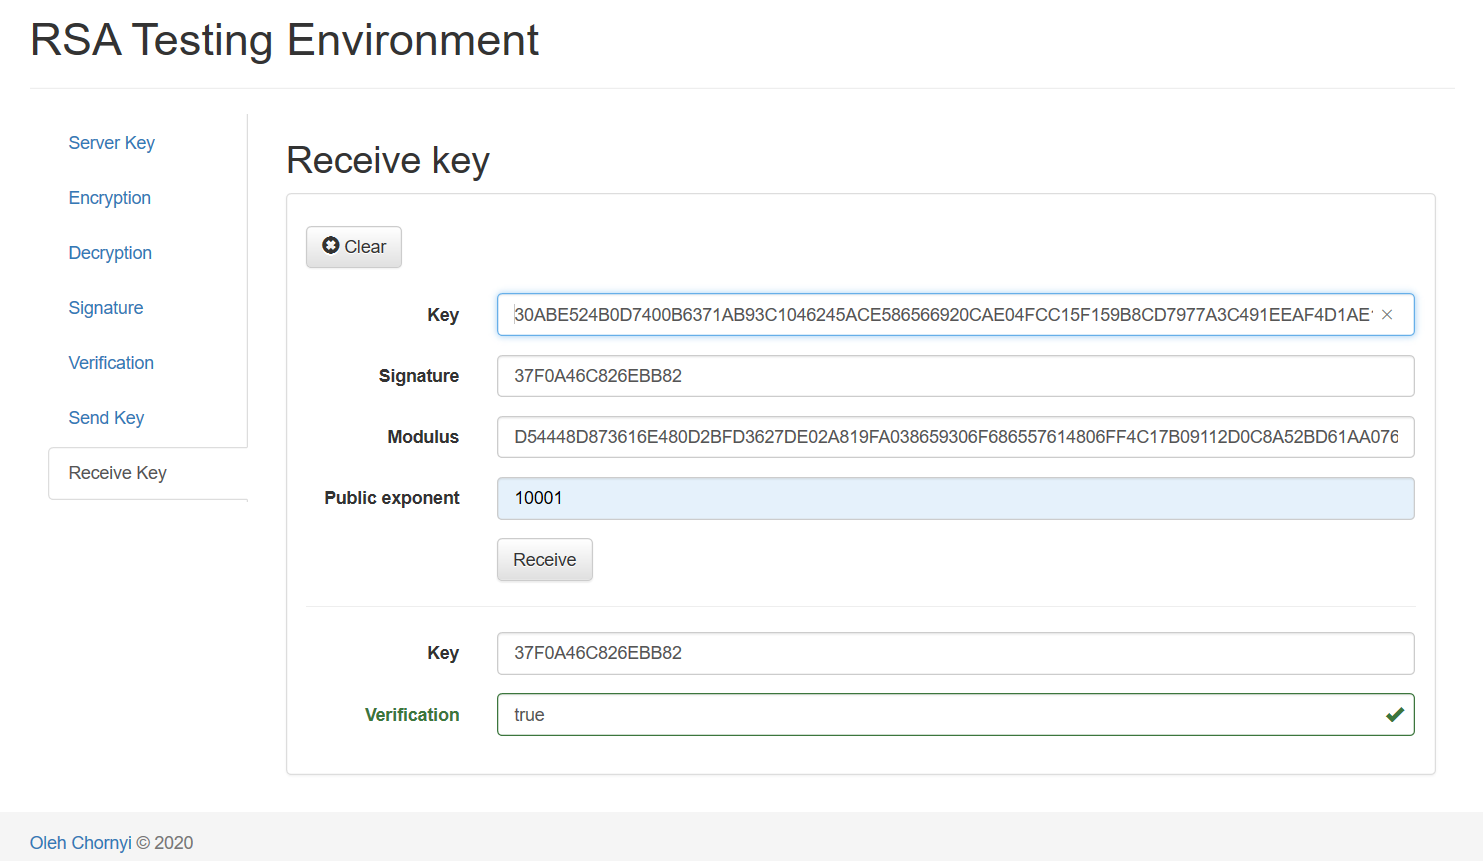 RSA Testing Environment
Server Key
Encryption
Decryption
Signature
Verification
Send Key
Receive Key
Receive key
Clear
Key 30ABE524B0D7400B6371AB93C1046245ACE586566920CAE04FCC15F159B8CD7977A3C491EEAF4D1AE
Signature 37F0A46C826EBB82
Modulus D54448D873616E480D2BFD3627DE02A819FA038659306F686557614806FF4C17B09112D0C8A52BD61AA076
Public exponent 10001
Receive
Key 37F0A46C826EBB82
Verification true
Oleh Chornyi © 2020